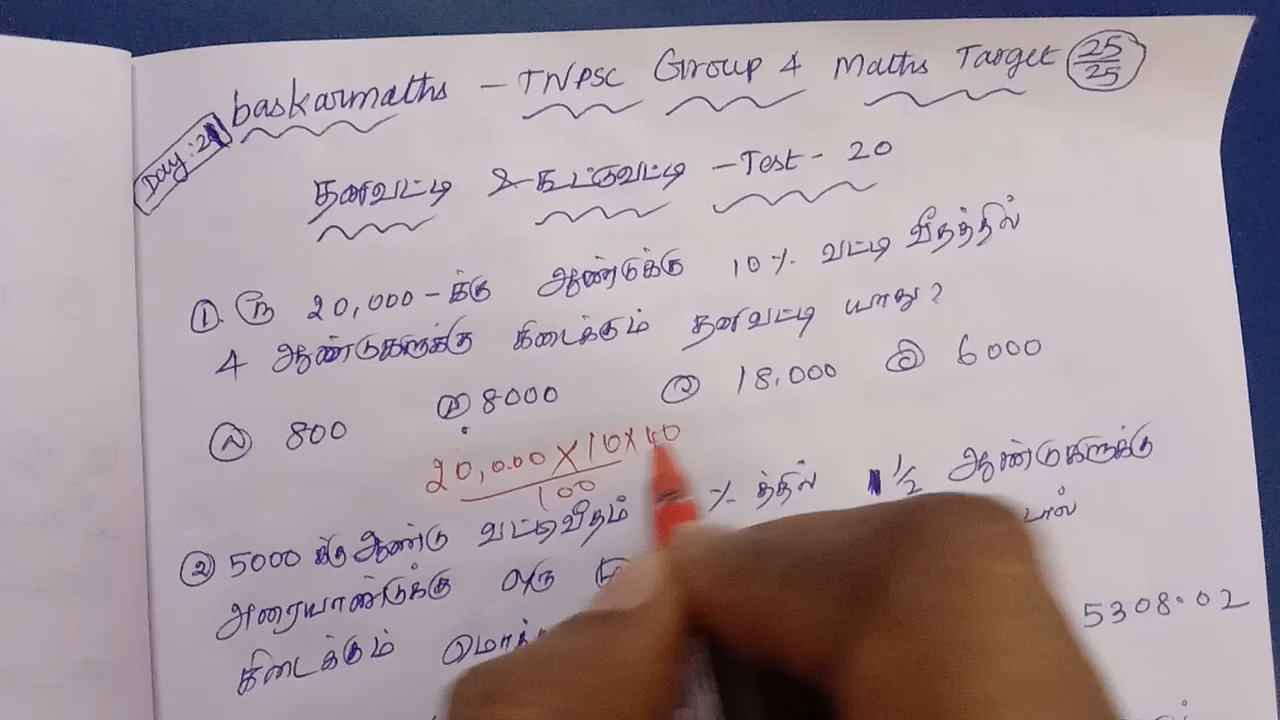 baskarmaths - TNPSC Group 4 Maths Target 25/25
Day: 21
தனிவட்டி & கூட்டுவட்டி - Test - 20
①. ரூ 20,000-க்கு ஆண்டுக்கு 10% வட்டி வீதத்தில்
4 ஆண்டுகளுக்கு கிடைக்கும் தனிவட்டி யாது?
Ⓐ 800 Ⓑ 8000 Ⓒ 18,000 Ⓓ 6000
20,000 X 10 X
100
② 5000 க்கு ஆண்டு வட்டிவீதம் % த்தில் 1 1/2 ஆண்டுகளுக்கு
அரையாண்டுக்கு ஒரு
கிடைக்கும் 5308.02